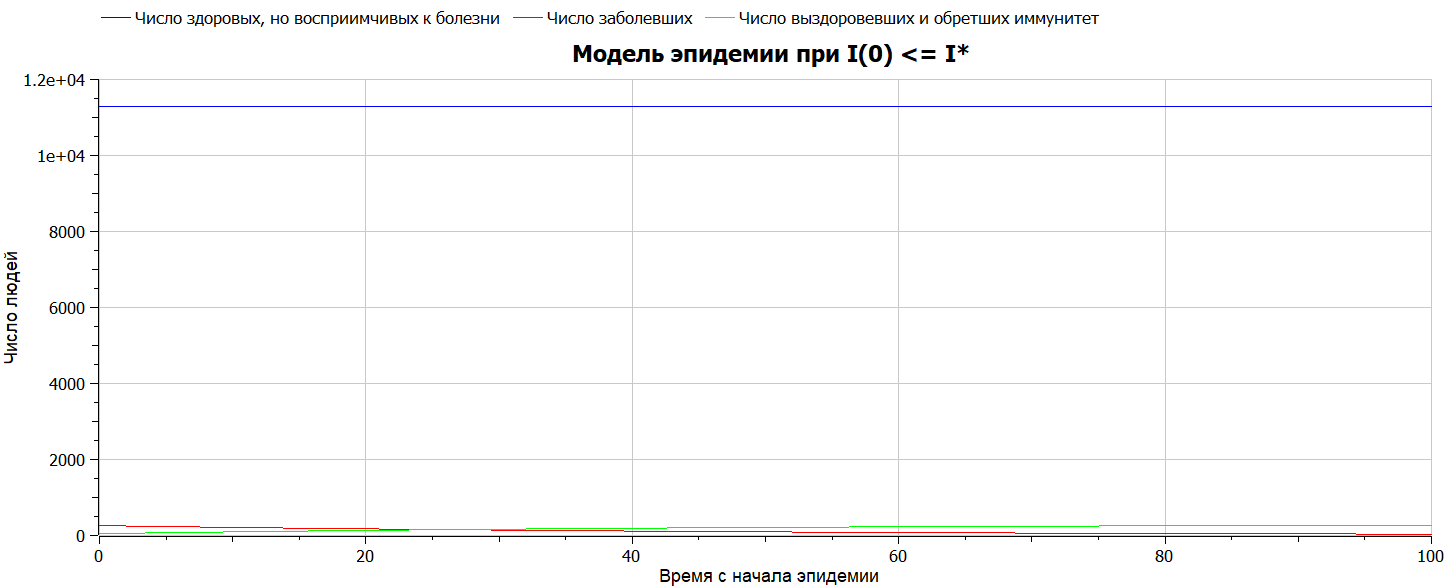 Число здоровых, но восприимчивых к болезни Число заболевших Число выздоровевших и обретших иммунитет
Модель эпидемии при I(0) <= I*
1.2e+04
1e+04
8000
6000
4000
2000
0
Число людей
0 20 40 60 80 100
Время с начала эпидемии